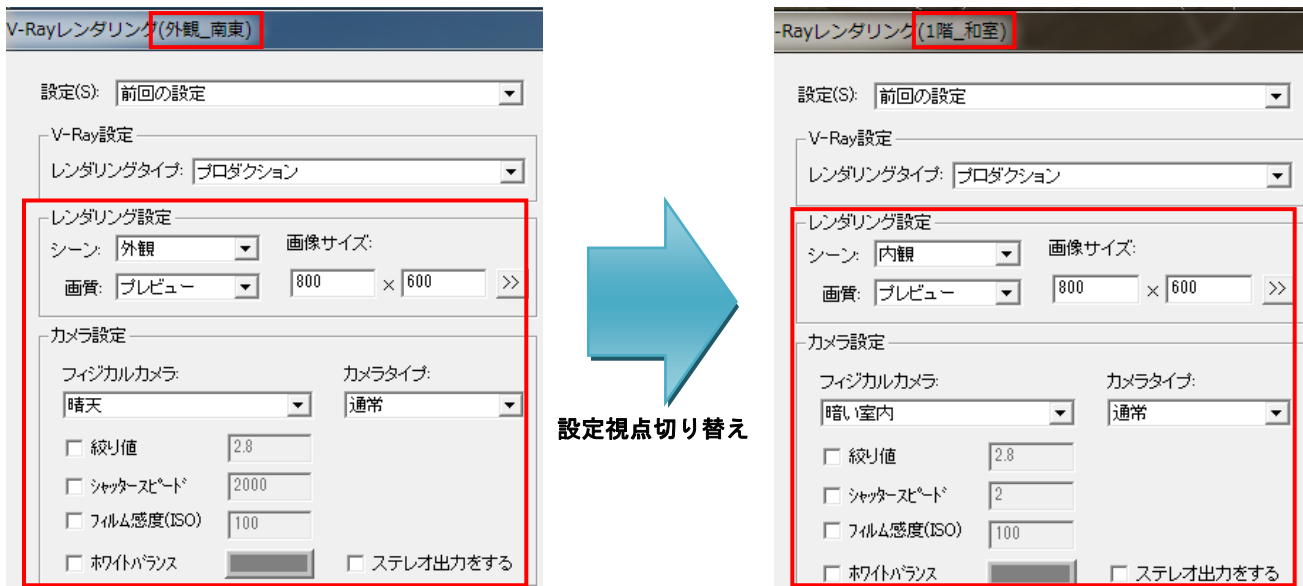 V-Rayレンダリング(外観_南東)
設定(S): 前回の設定
V-Ray設定
レンダリングタイプ: プロダクション
レンダリング設定
シーン: 外観 画像サイズ:
画質: プレビュー 800 × 600 >>
カメラ設定
フィジカルカメラ: カメラタイプ:
晴天 通常
絞り値 2.8
シャッタースピード 2000
フィルム感度(ISO) 100
ホワイトバランス ステレオ出力をする
設定視点切り替え
-Rayレンダリング(1階_和室)
設定(S): 前回の設定
V-Ray設定
レンダリングタイプ: プロダクション
レンダリング設定
シーン: 内観 画像サイズ:
画質: プレビュー 800 × 600 >>
カメラ設定
フィジカルカメラ: カメラタイプ:
暗い室内 通常
絞り値 2.8
シャッタースピード 2
フィルム感度(ISO) 100
ホワイトバランス ステレオ出力をする